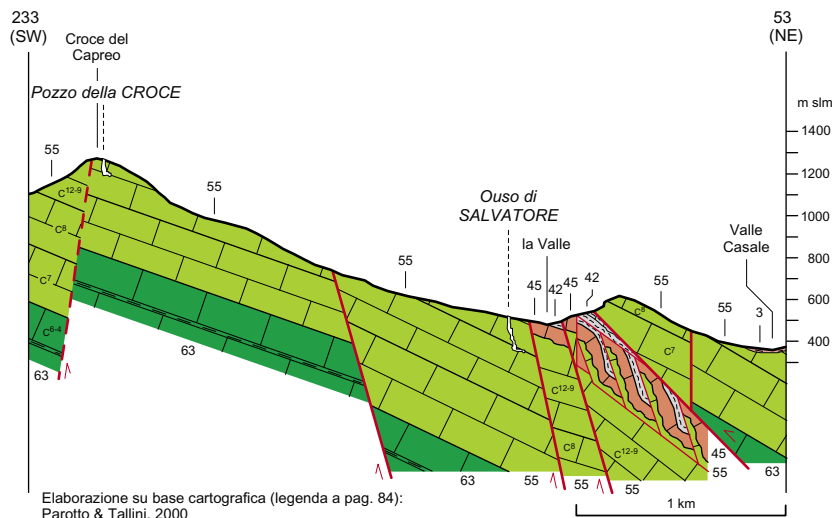 233
(SW)
53
(NE)
Croce del
Capreo
Pozzo della CROCE
m slm
1400
1200
1000
800
600
400
55
55
55
Ouso di
SALVATORE
la Valle
45
42
45
42
55
Valle
Casale
55
3
C12-9
C8
C7
C6-4
63
63
C8
C7
C12-9
C8
C12-9
63
55
55
55
45
55
63
Elaborazione su base cartografica (legenda a pag. 84):
Parotto & Tallini, 2000
1 km